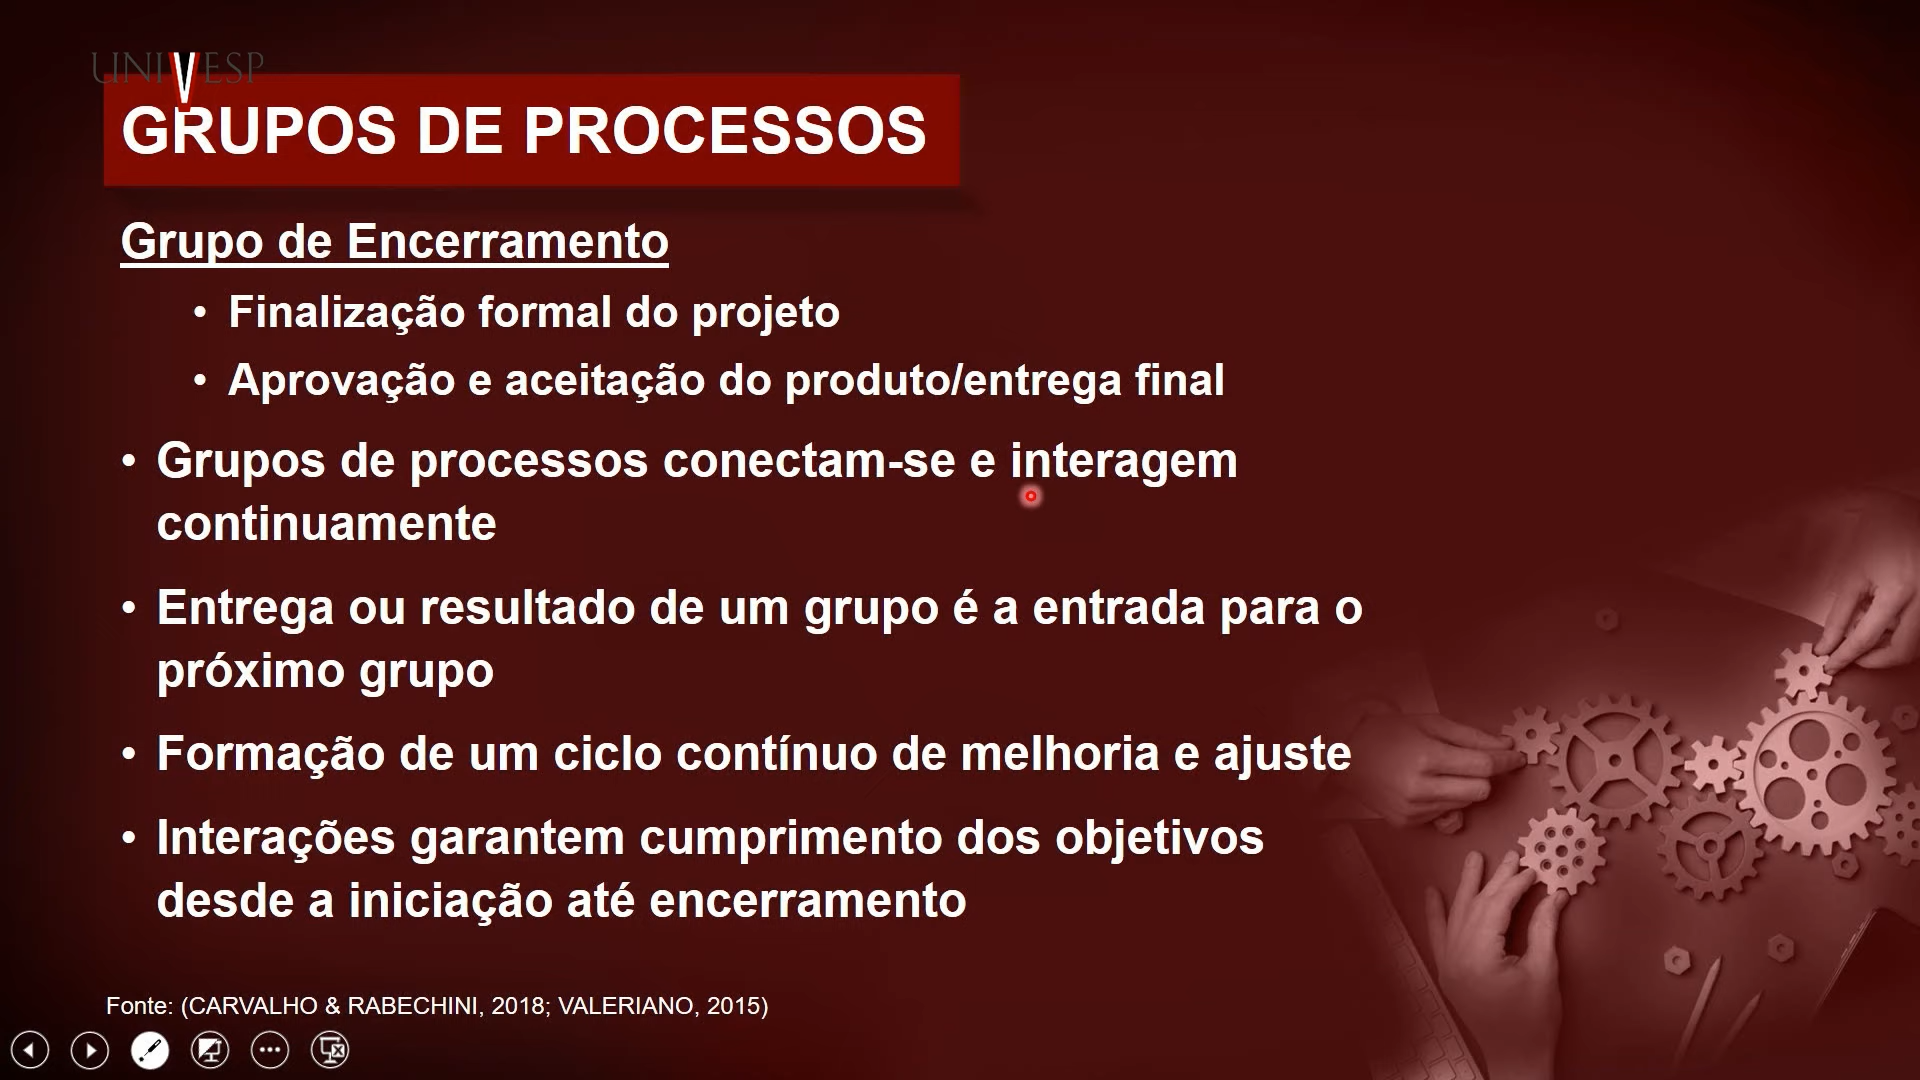 UNIVESP
GRUPOS DE PROCESSOS
Grupo de Encerramento
• Finalização formal do projeto
• Aprovação e aceitação do produto/entrega final
• Grupos de processos conectam-se e interagem
continuamente
• Entrega ou resultado de um grupo é a entrada para o
próximo grupo
• Formação de um ciclo contínuo de melhoria e ajuste
• Interações garantem cumprimento dos objetivos
desde a iniciação até encerramento
Fonte: (CARVALHO & RABECHINI, 2018; VALERIANO, 2015)